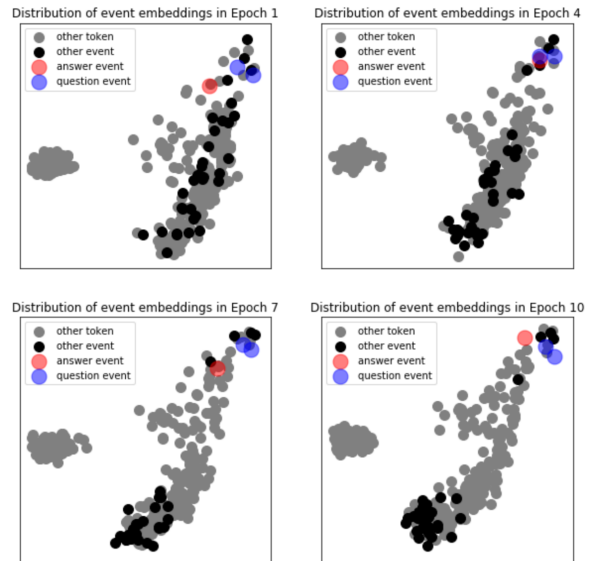 Distribution of event embeddings in Epoch 1
other token
other event
answer event
question event
Distribution of event embeddings in Epoch 4
other token
other event
answer event
question event
Distribution of event embeddings in Epoch 7
other token
other event
answer event
question event
Distribution of event embeddings in Epoch 10
other token
other event
answer event
question event